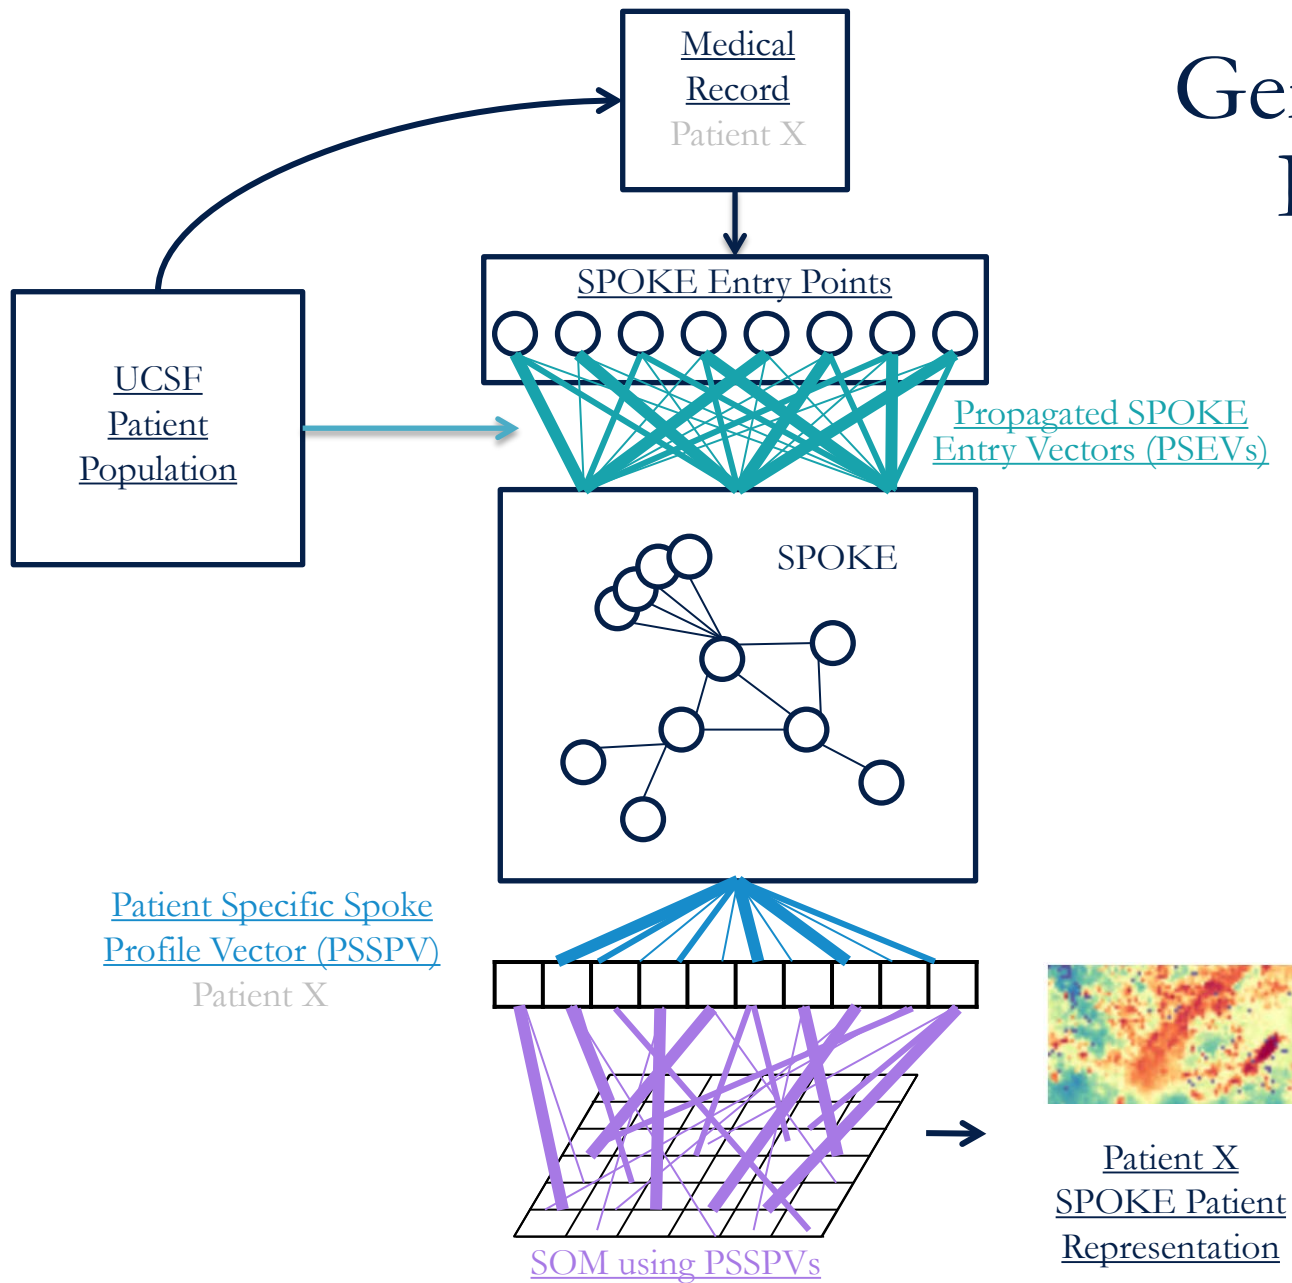 Medical
Record
Patient X
SPOKE Entry Points
UCSF
Patient
Population
Propagated SPOKE
Entry Vectors (PSEVs)
SPOKE
Patient Specific Spoke
Profile Vector (PSSPV)
Patient X
SOM using PSSPVs
Patient X
SPOKE Patient
Representation